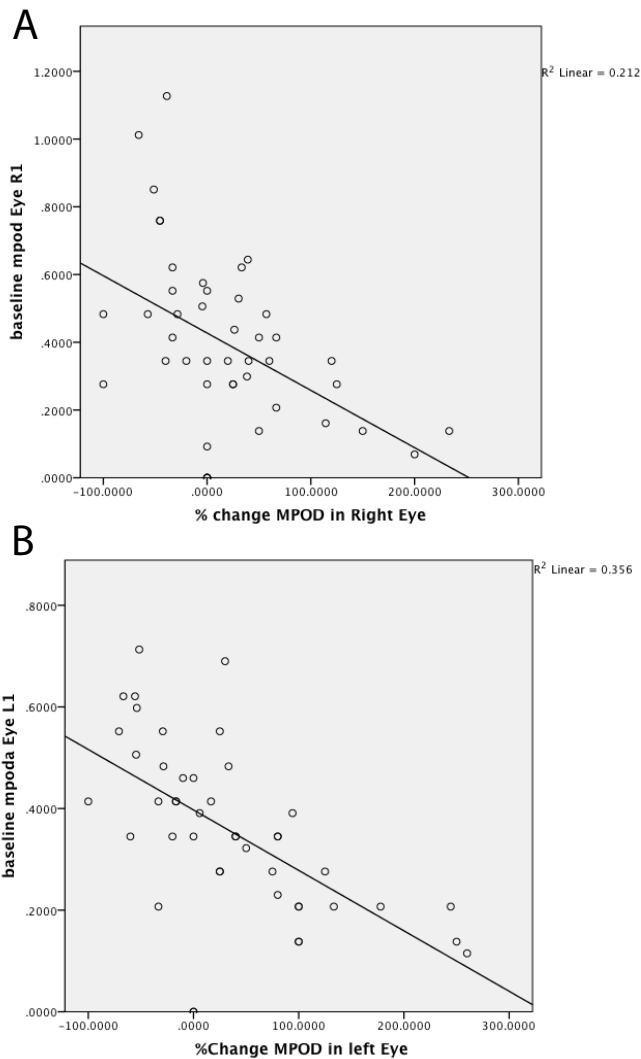 A
R² Linear = 0.212
1.2000
1.0000
.8000
.6000
.4000
.2000
.0000
baseline mpod Eye R1
-100.0000 .0000 100.0000 200.0000 300.0000
% change MPOD in Right Eye
B
R² Linear = 0.356
.8000
.6000
.4000
.2000
.0000
baseline mpoda Eye L1
-100.0000 .0000 100.0000 200.0000 300.0000
%Change MPOD in left Eye